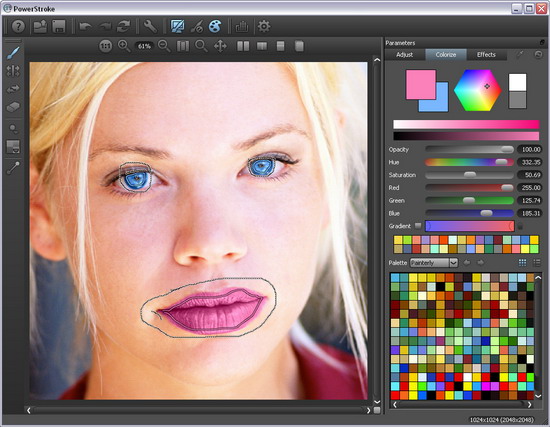 PowerStroke
61%
Parameters
Adjust
Colorize
Effects
Opacity 100.00
Hue 332.31
Saturation 50.69
Red 255.00
Green 125.74
Blue 185.31
Gradient
Palette Painterly
1024x1024 (2048x2048)